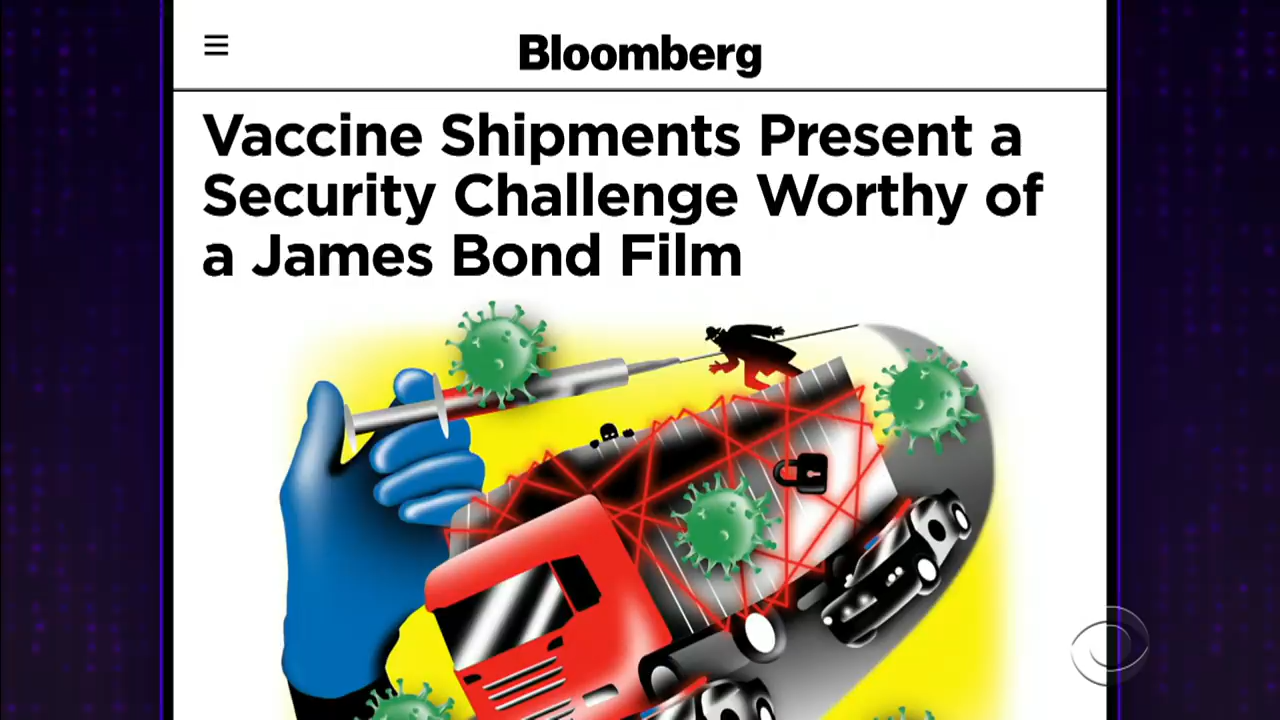 Bloomberg
Vaccine Shipments Present a
Security Challenge Worthy of
a James Bond Film